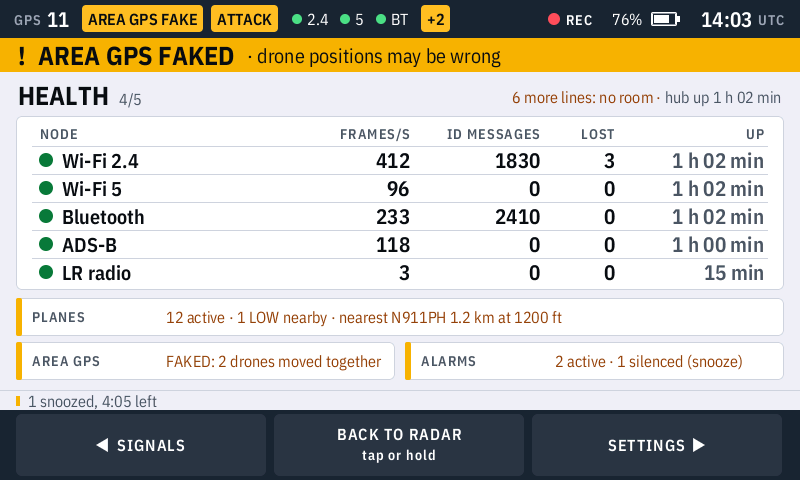 GPS 11 AREA GPS FAKE ATTACK 2.4 5 BT +2 REC 76% 14:03 UTC
! AREA GPS FAKED · drone positions may be wrong
HEALTH 4/5 6 more lines: no room · hub up 1 h 02 min
NODE FRAMES/S ID MESSAGES LOST UP
Wi-Fi 2.4 412 1830 3 1 h 02 min
Wi-Fi 5 96 0 0 1 h 02 min
Bluetooth 233 2410 0 1 h 02 min
ADS-B 118 0 0 1 h 00 min
LR radio 3 0 0 15 min
PLANES 12 active · 1 LOW nearby · nearest N911PH 1.2 km at 1200 ft
AREA GPS FAKED: 2 drones moved together ALARMS 2 active · 1 silenced (snooze)
1 snoozed, 4:05 left
◀ SIGNALS BACK TO RADAR SETTINGS ▶
tap or hold